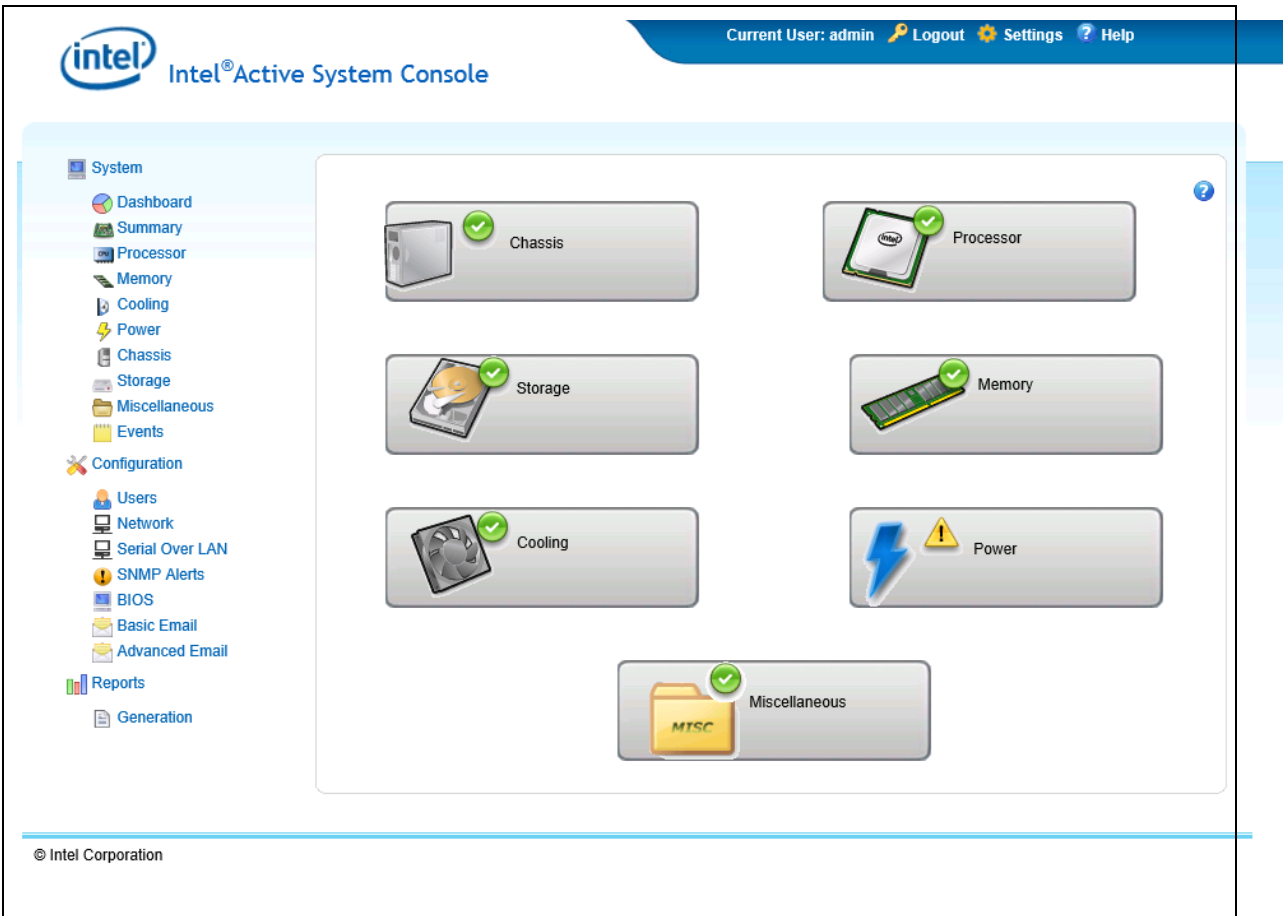 Current User: admin Logout Settings Help
intel
Intel®Active System Console
System
Dashboard
Summary
Processor
Memory
Cooling
Power
Chassis
Storage
Miscellaneous
Events
Configuration
Users
Network
Serial Over LAN
SNMP Alerts
BIOS
Basic Email
Advanced Email
Reports
Generation
Chassis
intel
Processor
Storage
Memory
Cooling
Power
MISC
Miscellaneous
© Intel Corporation